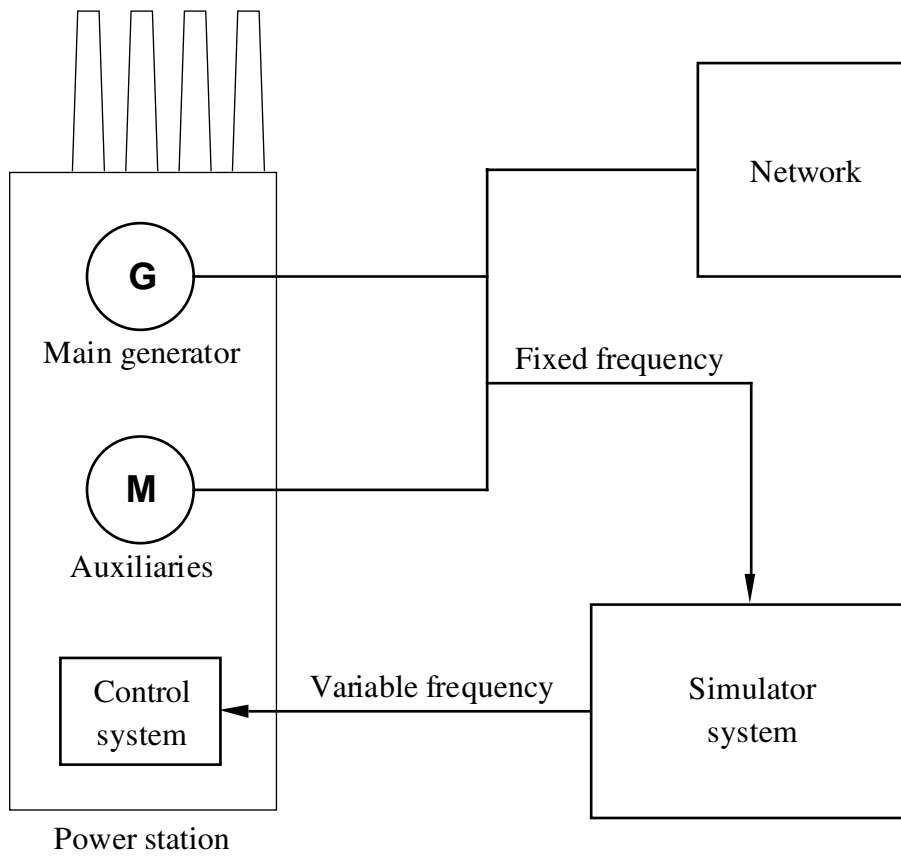 Network
G
Main generator
Fixed frequency
M
Auxiliaries
Control
system
Variable frequency
Simulator
system
Power station